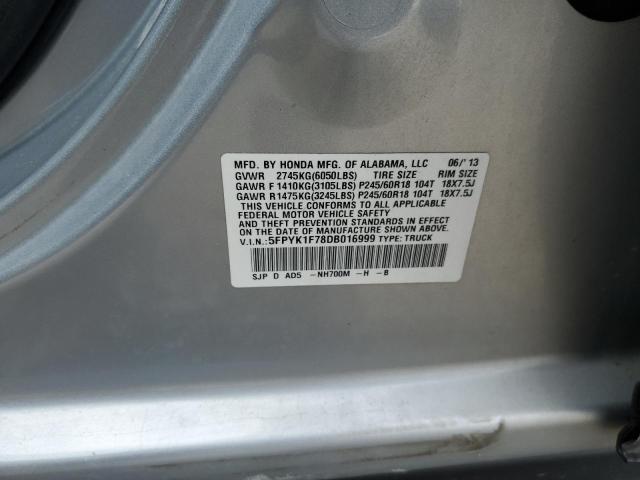 MFD. BY HONDA MFG. OF ALABAMA, LLC 06/'13
GVWR 2745KG(6050LBS) TIRE SIZE RIM SIZE
GAWR F 1410KG(3105LBS) P245/60R18 104T 18X7.5J
GAWR R 1475KG(3245LBS) P245/60R18 104T 18X7.5J
THIS VEHICLE CONFORMS TO ALL APPLICABLE
FEDERAL MOTOR VEHICLE SAFETY
AND THEFT PREVENTION STANDARDS IN EFFECT ON
THE DATE OF MANUFACTURE SHOWN ABOVE.
V.I.N.:5FPYK1F78DB016999 TYPE: TRUCK
SJP D AD5 -NH700M -H -B